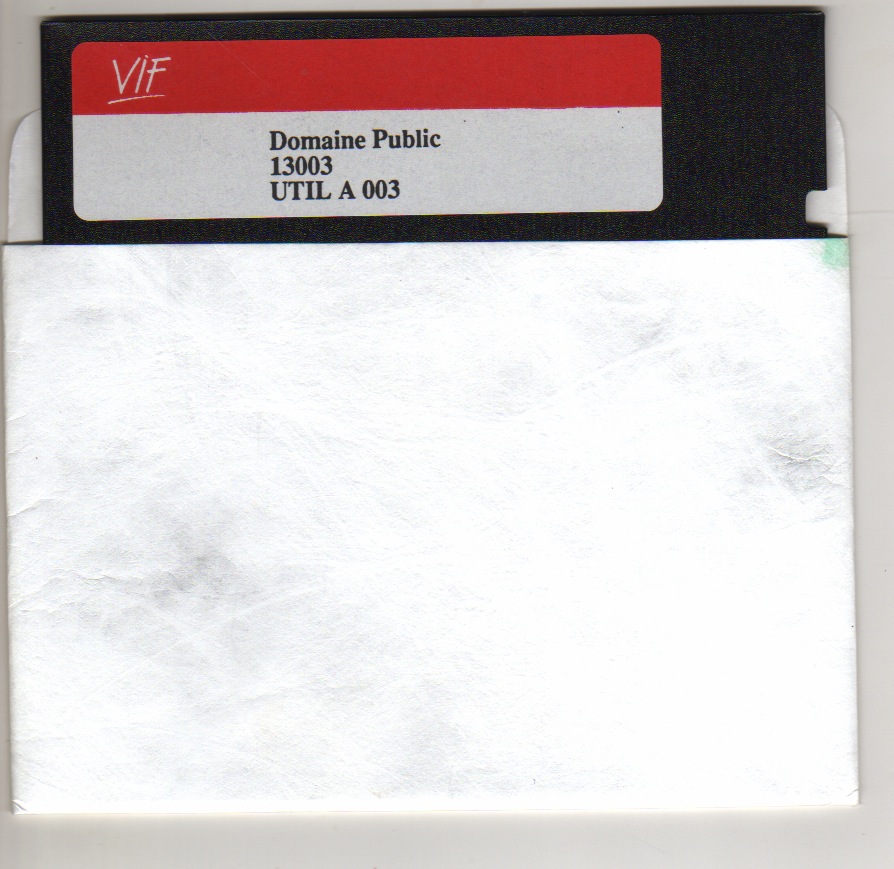 VIF
Domaine Public
13003
UTIL A 003